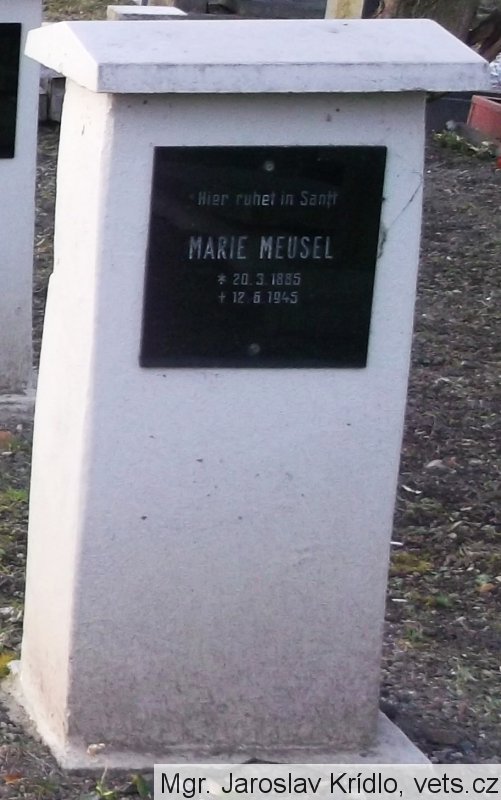 Hier ruhet in Sanft
MARIE MEUSEL
* 20.3.1885
† 12.6.1945
Mgr. Jaroslav Krídlo, vets.cz